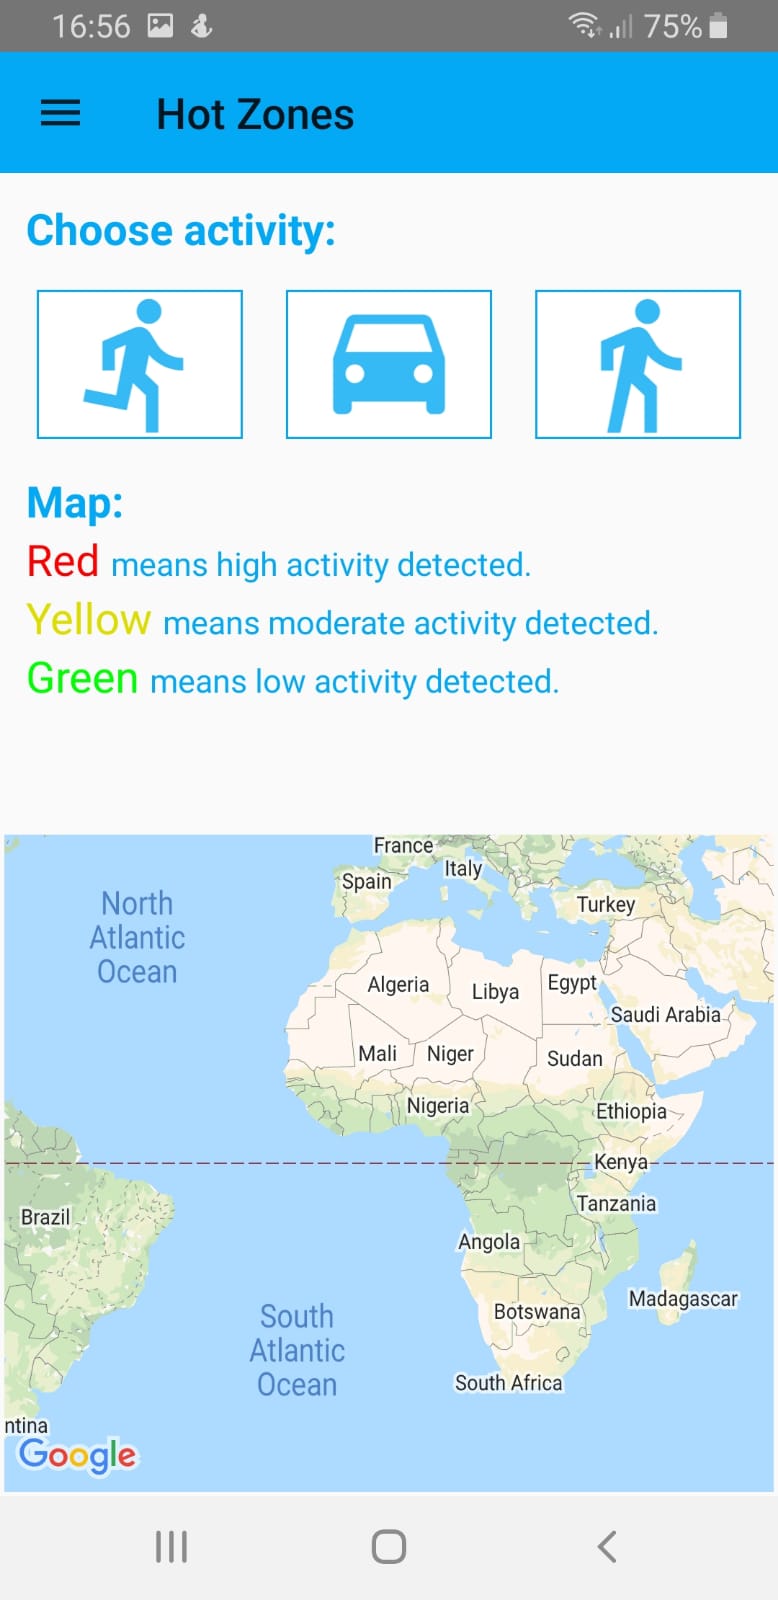 16:56
75%
Hot Zones
Choose activity:
Map:
Red means high activity detected.
Yellow means moderate activity detected.
Green means low activity detected.
France
Italy
Spain
Turkey
North
Atlantic
Ocean
Algeria
Libya
Egypt
Saudi Arabia
Mali
Niger
Sudan
Nigeria
Ethiopia
Kenya
Tanzania
Brazil
Angola
Madagascar
Botswana
South
Atlantic
Ocean
South Africa
ntina
Google